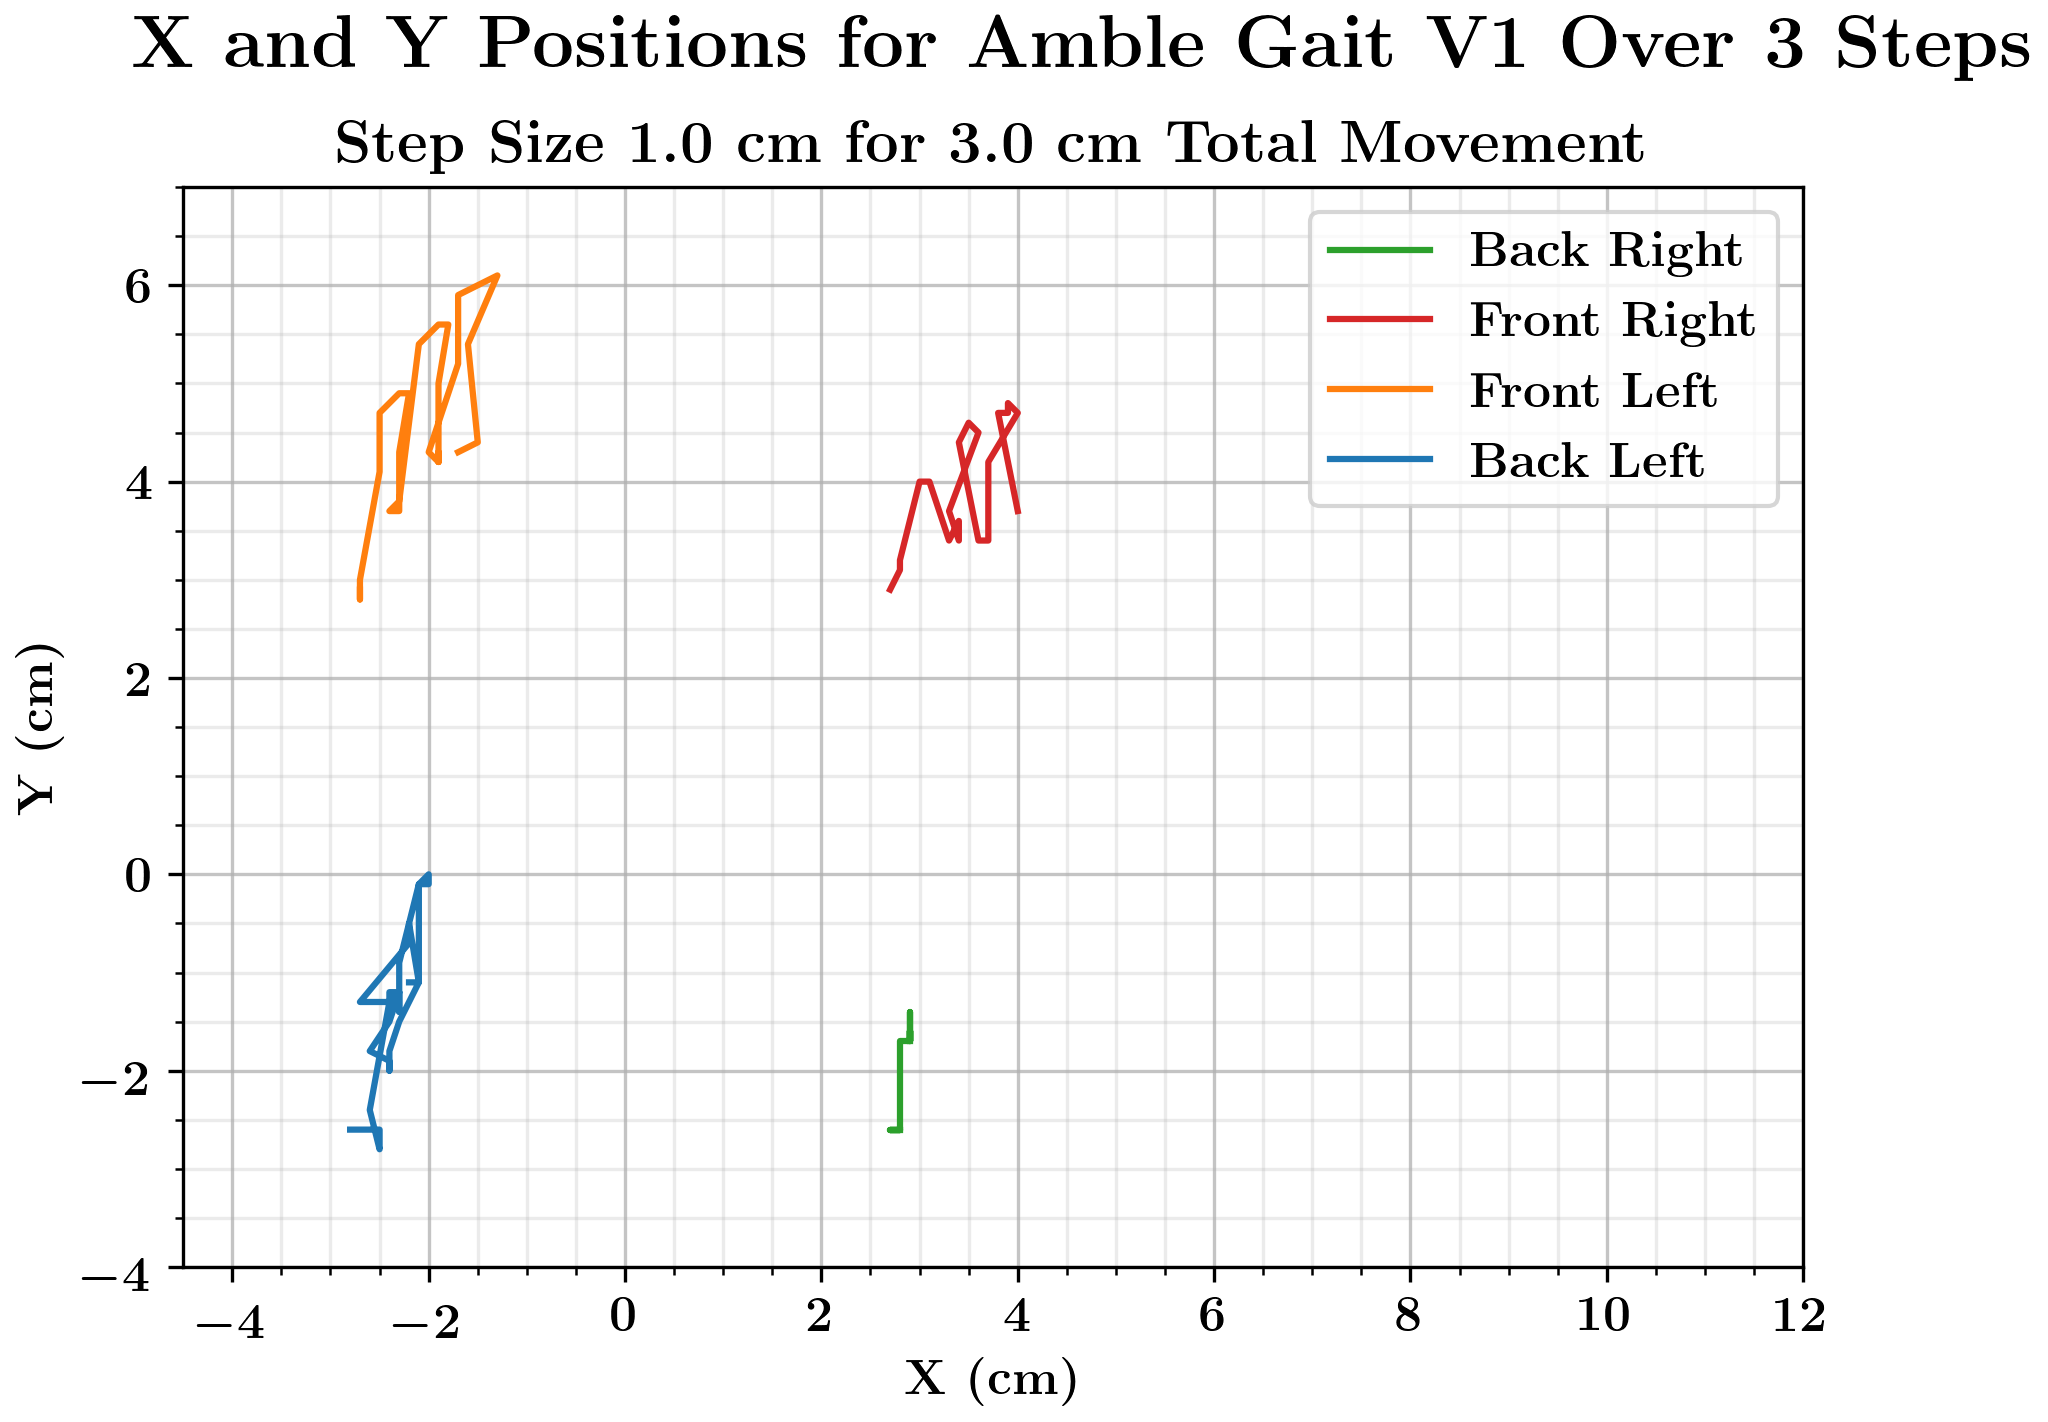 X and Y Positions for Amble Gait V1 Over 3 Steps
Step Size 1.0 cm for 3.0 cm Total Movement
Back Right
Front Right
Front Left
Back Left
Y (cm)
6
4
2
0
−2
−4
−4 −2 0 2 4 6 8 10 12
X (cm)